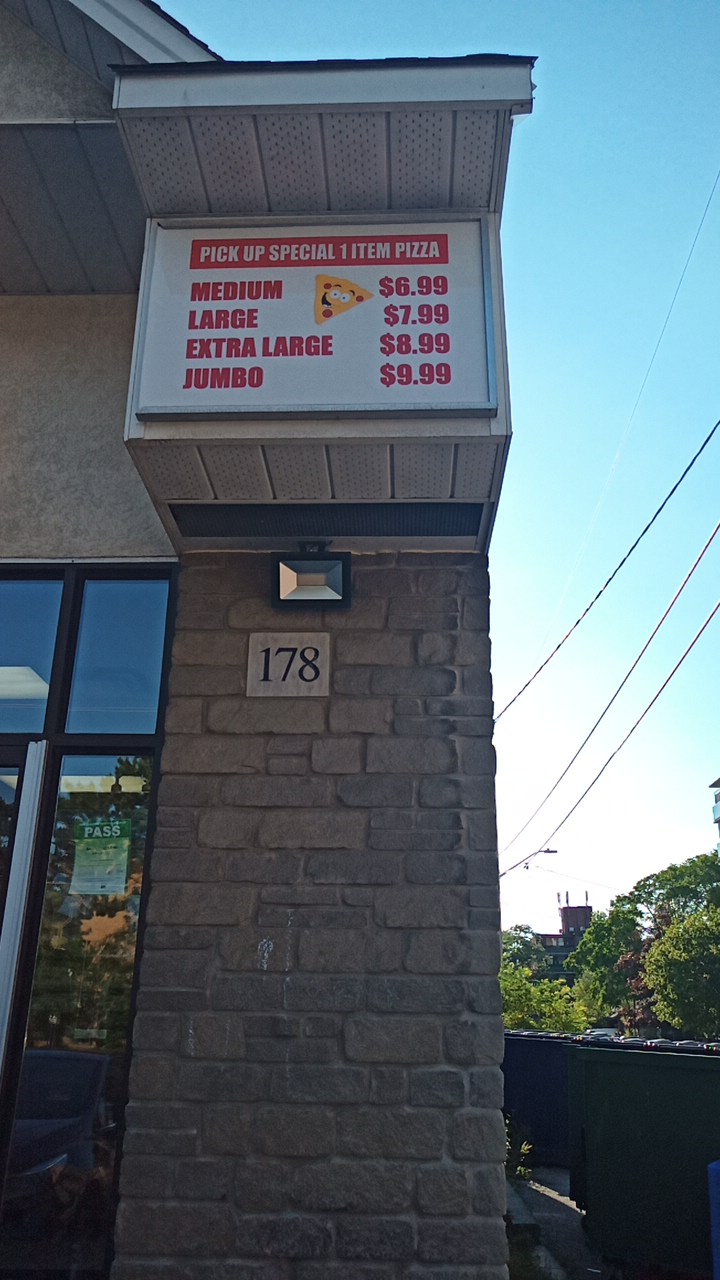 PICK UP SPECIAL 1 ITEM PIZZA
MEDIUM $6.99
LARGE $7.99
EXTRA LARGE $8.99
JUMBO $9.99
178
PASS